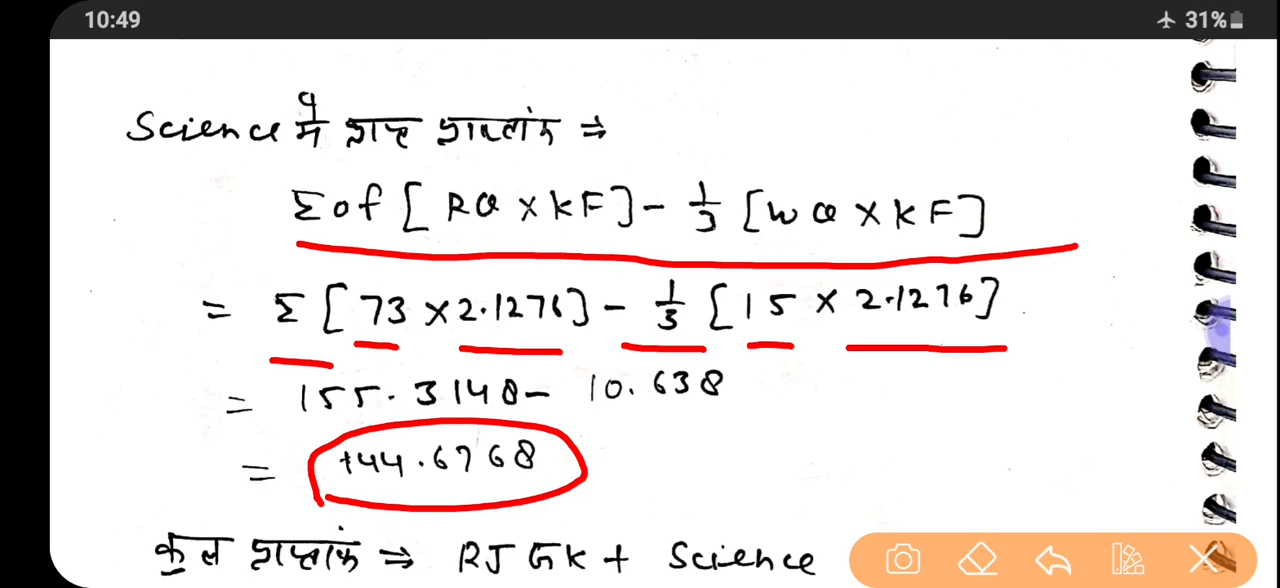 10:49 31%
Science में प्राप्त प्राप्तांक ⇒
Σ of [RQ × KF] - 1/3 [WQ × KF]
= Σ [73 × 2.1276] - 1/3 [15 × 2.1276]
= 155.3148 - 10.638
= 144.6768
कुल प्राप्तांक ⇒ RJ GK + Science